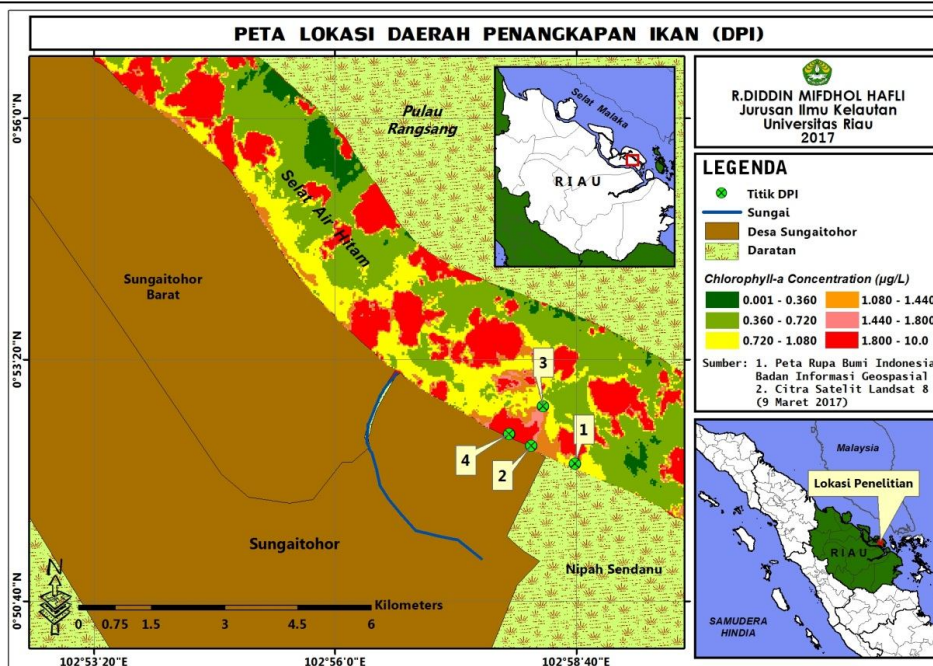 PETA LOKASI DAERAH PENANGKAPAN IKAN (DPI)
0°56'0"N
0°53'20"N
0°50'40"N
102°53'20"E
102°56'0"E
102°58'40"E
Pulau
Rangsang
Selat Air Hitam
Sungaitohor
Barat
Sungaitohor
Nipah Sendanu
3
1
4
2
N
Kilometers
0 0.75 1.5 3 4.5 6
Selat Malaka
RIAU
R.DIDDIN MIFDHOL HAFLI
Jurusan Ilmu Kelautan
Universitas Riau
2017
LEGENDA
Titik DPI
Sungai
Desa Sungaitohor
Daratan
Chlorophyll-a Concentration (µg/L)
0.001 - 0.360 1.080 - 1.440
0.360 - 0.720 1.440 - 1.800
0.720 - 1.080 1.800 - 10.0
Sumber: 1. Peta Rupa Bumi Indonesia
Badan Informasi Geospasial
2. Citra Satelit Landsat 8
(9 Maret 2017)
Malaysia
Lokasi Penelitian
RIAU
SAMUDERA
HINDIA